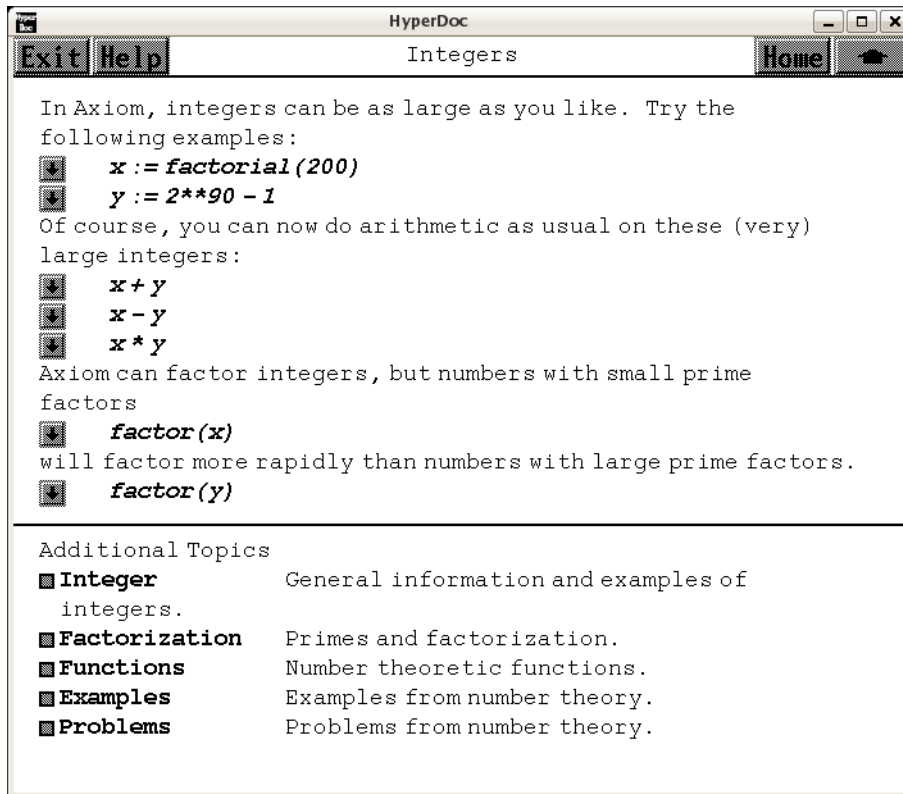 Hyper Doc HyperDoc
Exit Help Integers Home
In Axiom, integers can be as large as you like. Try the
following examples:
x := factorial(200)
y := 2**90 - 1
Of course, you can now do arithmetic as usual on these (very)
large integers:
x + y
x - y
x * y
Axiom can factor integers, but numbers with small prime
factors
factor(x)
will factor more rapidly than numbers with large prime factors.
factor(y)
Additional Topics
Integer General information and examples of
integers.
Factorization Primes and factorization.
Functions Number theoretic functions.
Examples Examples from number theory.
Problems Problems from number theory.